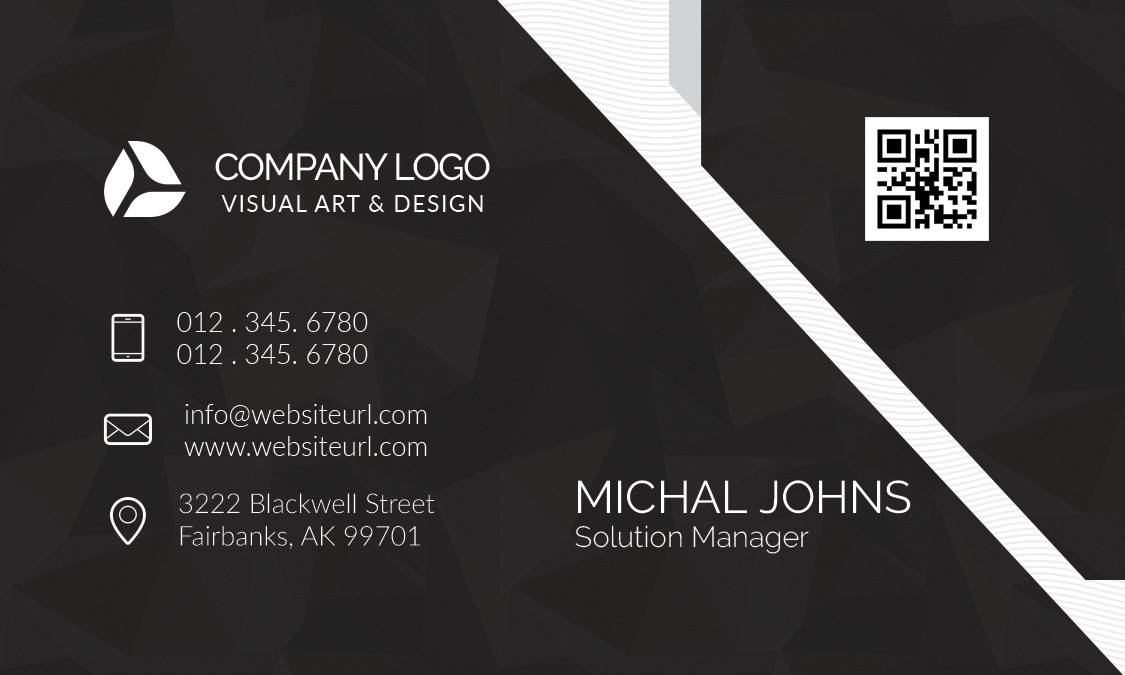 COMPANY LOGO
VISUAL ART & DESIGN
012 . 345. 6780
012 . 345. 6780
info@websiteurl.com
www.websiteurl.com
3222 Blackwell Street
Fairbanks, AK 99701
MICHAL JOHNS
Solution Manager